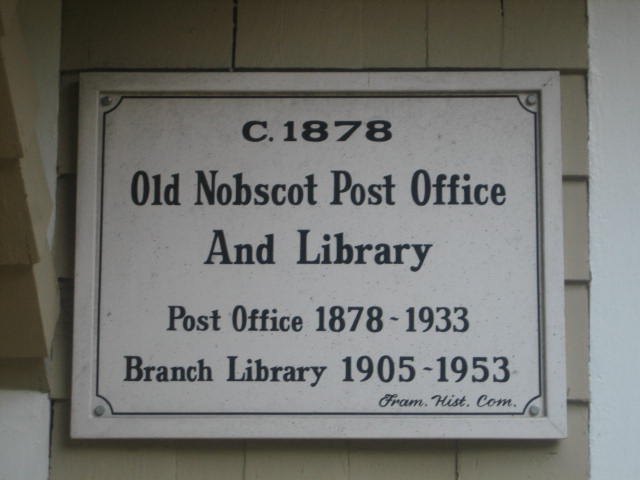 C. 1878
Old Nobscot Post Office
And Library
Post Office 1878 - 1933
Branch Library 1905 - 1953
Fram. Hist. Com.